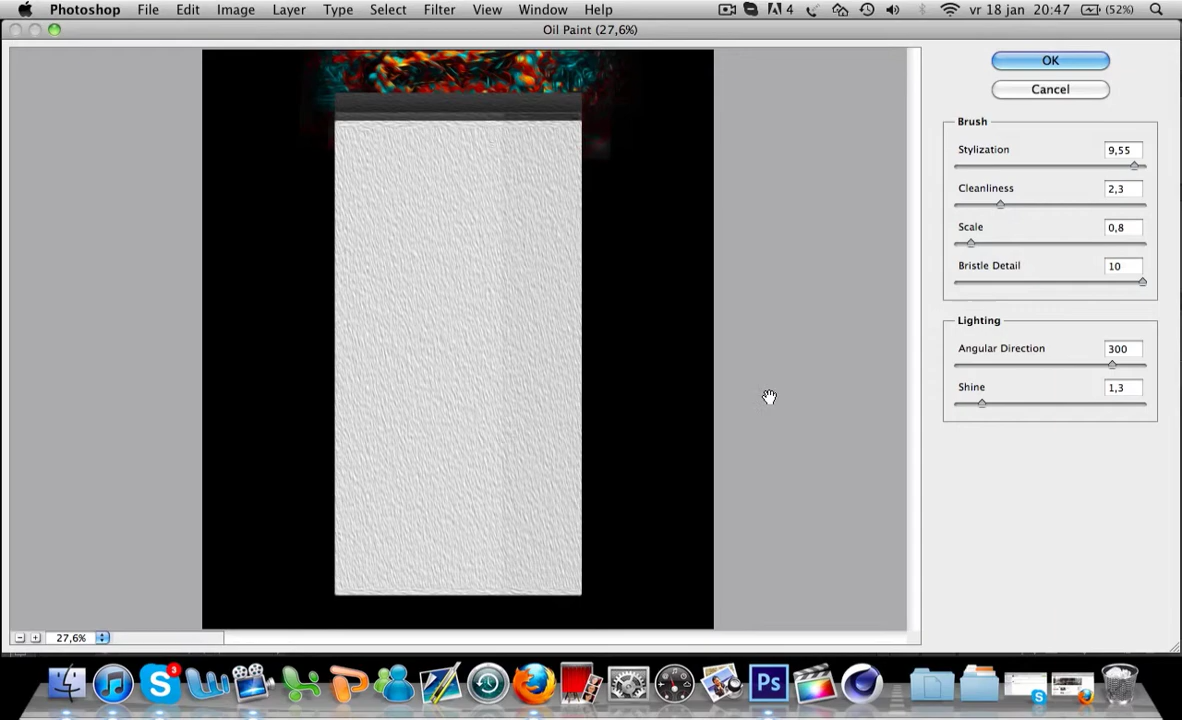 Photoshop File Edit Image Layer Type Select Filter View Window Help 4 vr 18 jan 20:47 (52%)
Oil Paint (27,6%)
OK
Cancel
Brush
Stylization 9,55
Cleanliness 2,3
Scale 0,8
Bristle Detail 10
Lighting
Angular Direction 300
Shine 1,3
27,6%
3
Ps